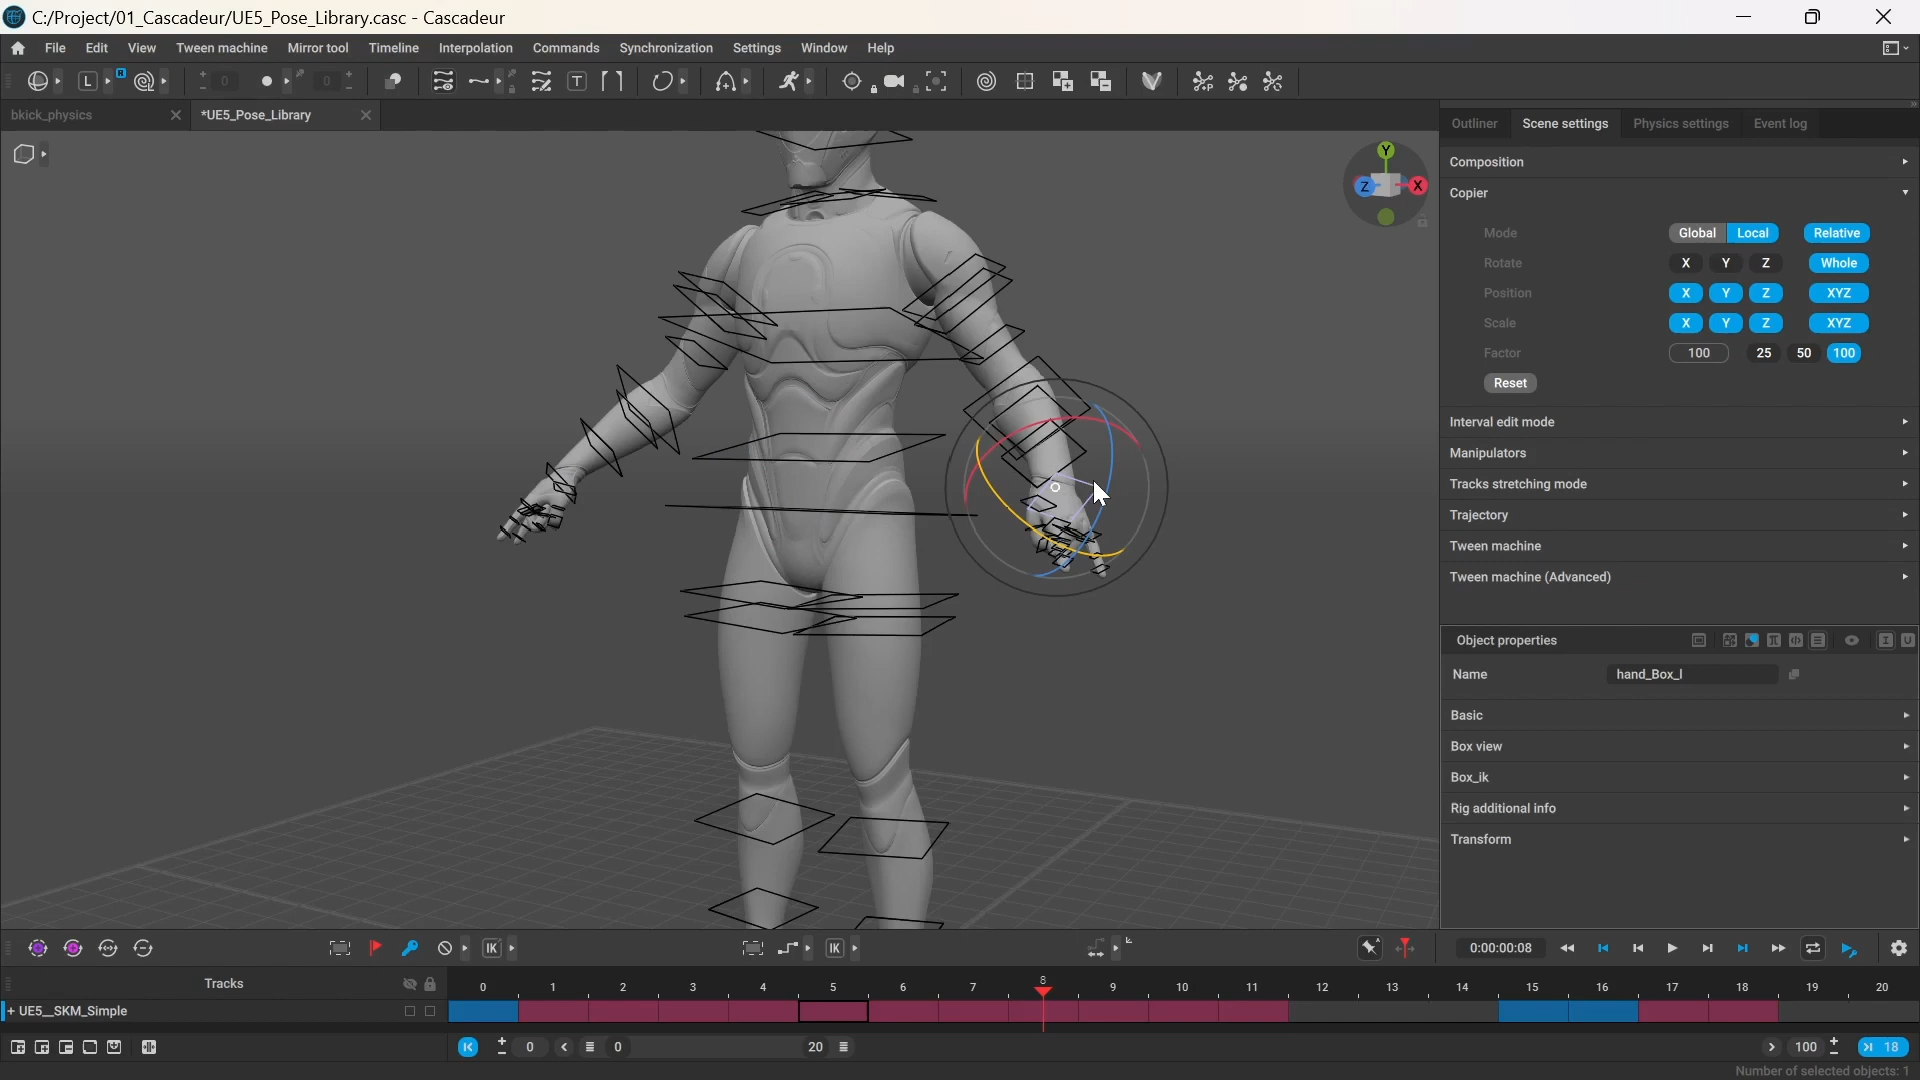 C:/Project/01_Cascadeur/UE5_Pose_Library.casc - Cascadeur
File Edit View Tween machine Mirror tool Timeline Interpolation Commands Synchronization Settings Window Help
L R 0 0 T P
bkick_physics *UE5_Pose_Library
Outliner Scene settings Physics settings Event log
Y
Z X
Composition
Copier
Mode Global Local Relative
Rotate X Y Z Whole
Position X Y Z XYZ
Scale X Y Z XYZ
Factor 100 25 50 100
Reset
Interval edit mode
Manipulators
Tracks stretching mode
Trajectory
Tween machine
Tween machine (Advanced)
Object properties
Name hand_Box_l
Basic
Box view
Box_ik
Rig additional info
Transform
IK IK 0:00:00:08
Tracks 0 1 2 3 4 5 6 7 8 9 10 11 12 13 14 15 16 17 18 19 20
+ UE5__SKM_Simple
0 0 20 100 18
Number of selected objects: 1